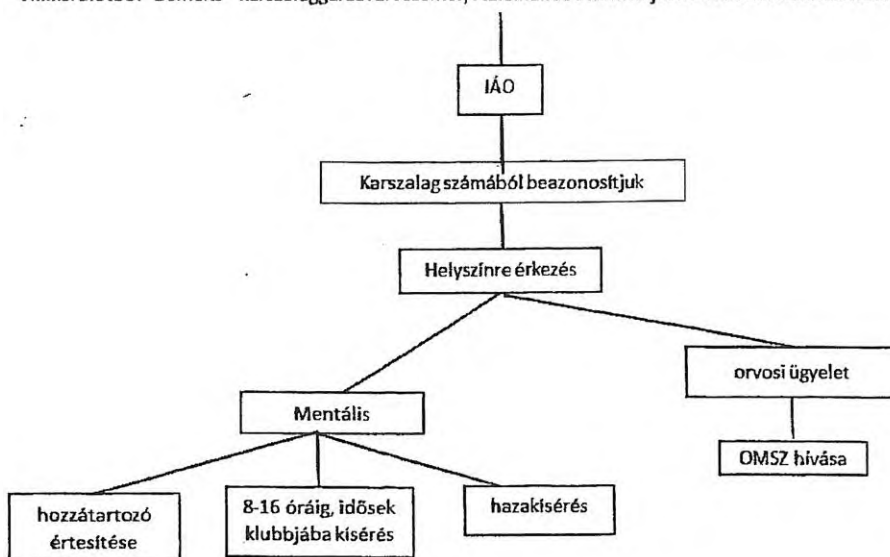 IÁO
Karszalag számából beazonosítjuk
Helyszínre érkezés
orvosi ügyelet
Mentális
OMSZ hívása
hozzátartozó
értesítése
8-16 óráig, idősek
klubbjába kísérés
hazakísérés